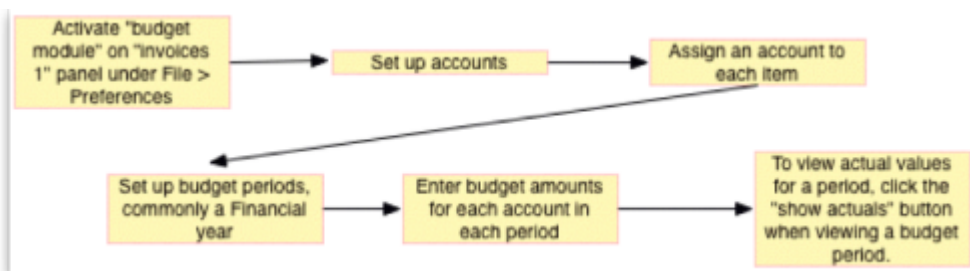 Activate "budget
module" on "invoices
1" panel under File >
Preferences
Set up accounts
Assign an account to
each item
Set up budget periods,
commonly a Financial
year
Enter budget amounts
for each account in
each period
To view actual values
for a period, click the
"show actuals" button
when viewing a budget
period.